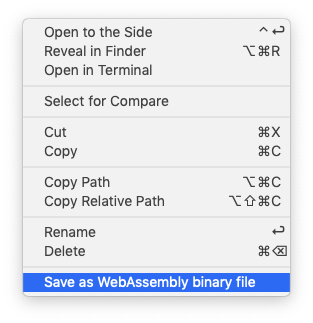 Open to the Side ⌃↩
Reveal in Finder ⌥⌘R
Open in Terminal
Select for Compare
Cut ⌘X
Copy ⌘C
Copy Path ⌥⌘C
Copy Relative Path ⌥⇧⌘C
Rename ↩
Delete ⌘⌫
Save as WebAssembly binary file